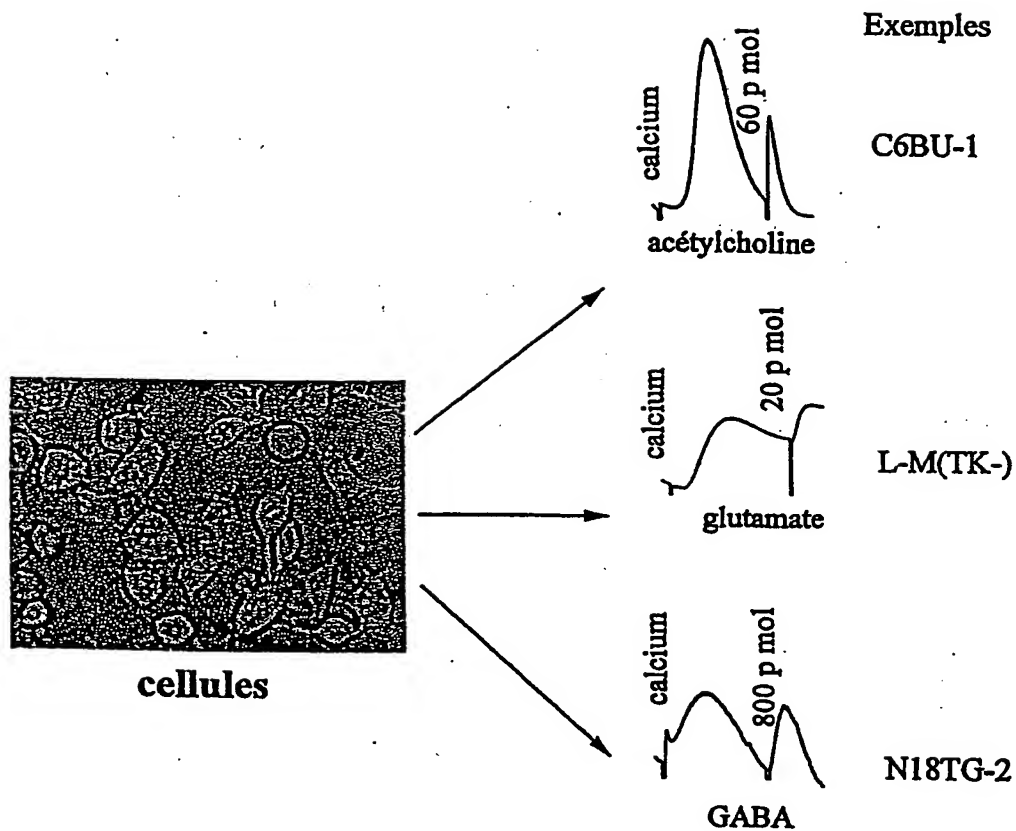 Exemples
calcium
60 p mol
C6BU-1
acétylcholine
calcium
20 p mol
L-M(TK-)
glutamate
cellules
calcium
800 p mol
N18TG-2
GABA